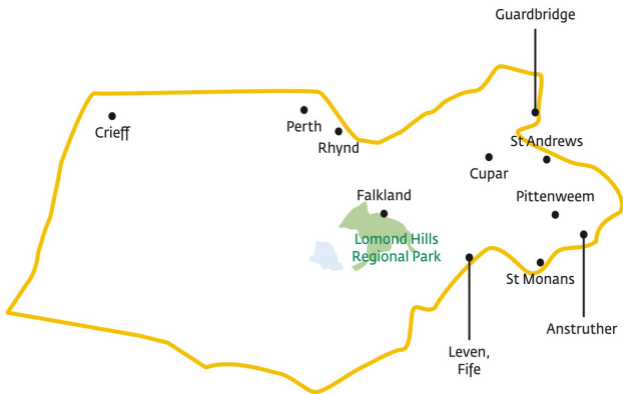 Guardbridge
Crieff
Perth
Rhynd
St Andrews
Cupar
Falkland
Pittenweem
Lomond Hills
Regional Park
St Monans
Anstruther
Leven,
Fife